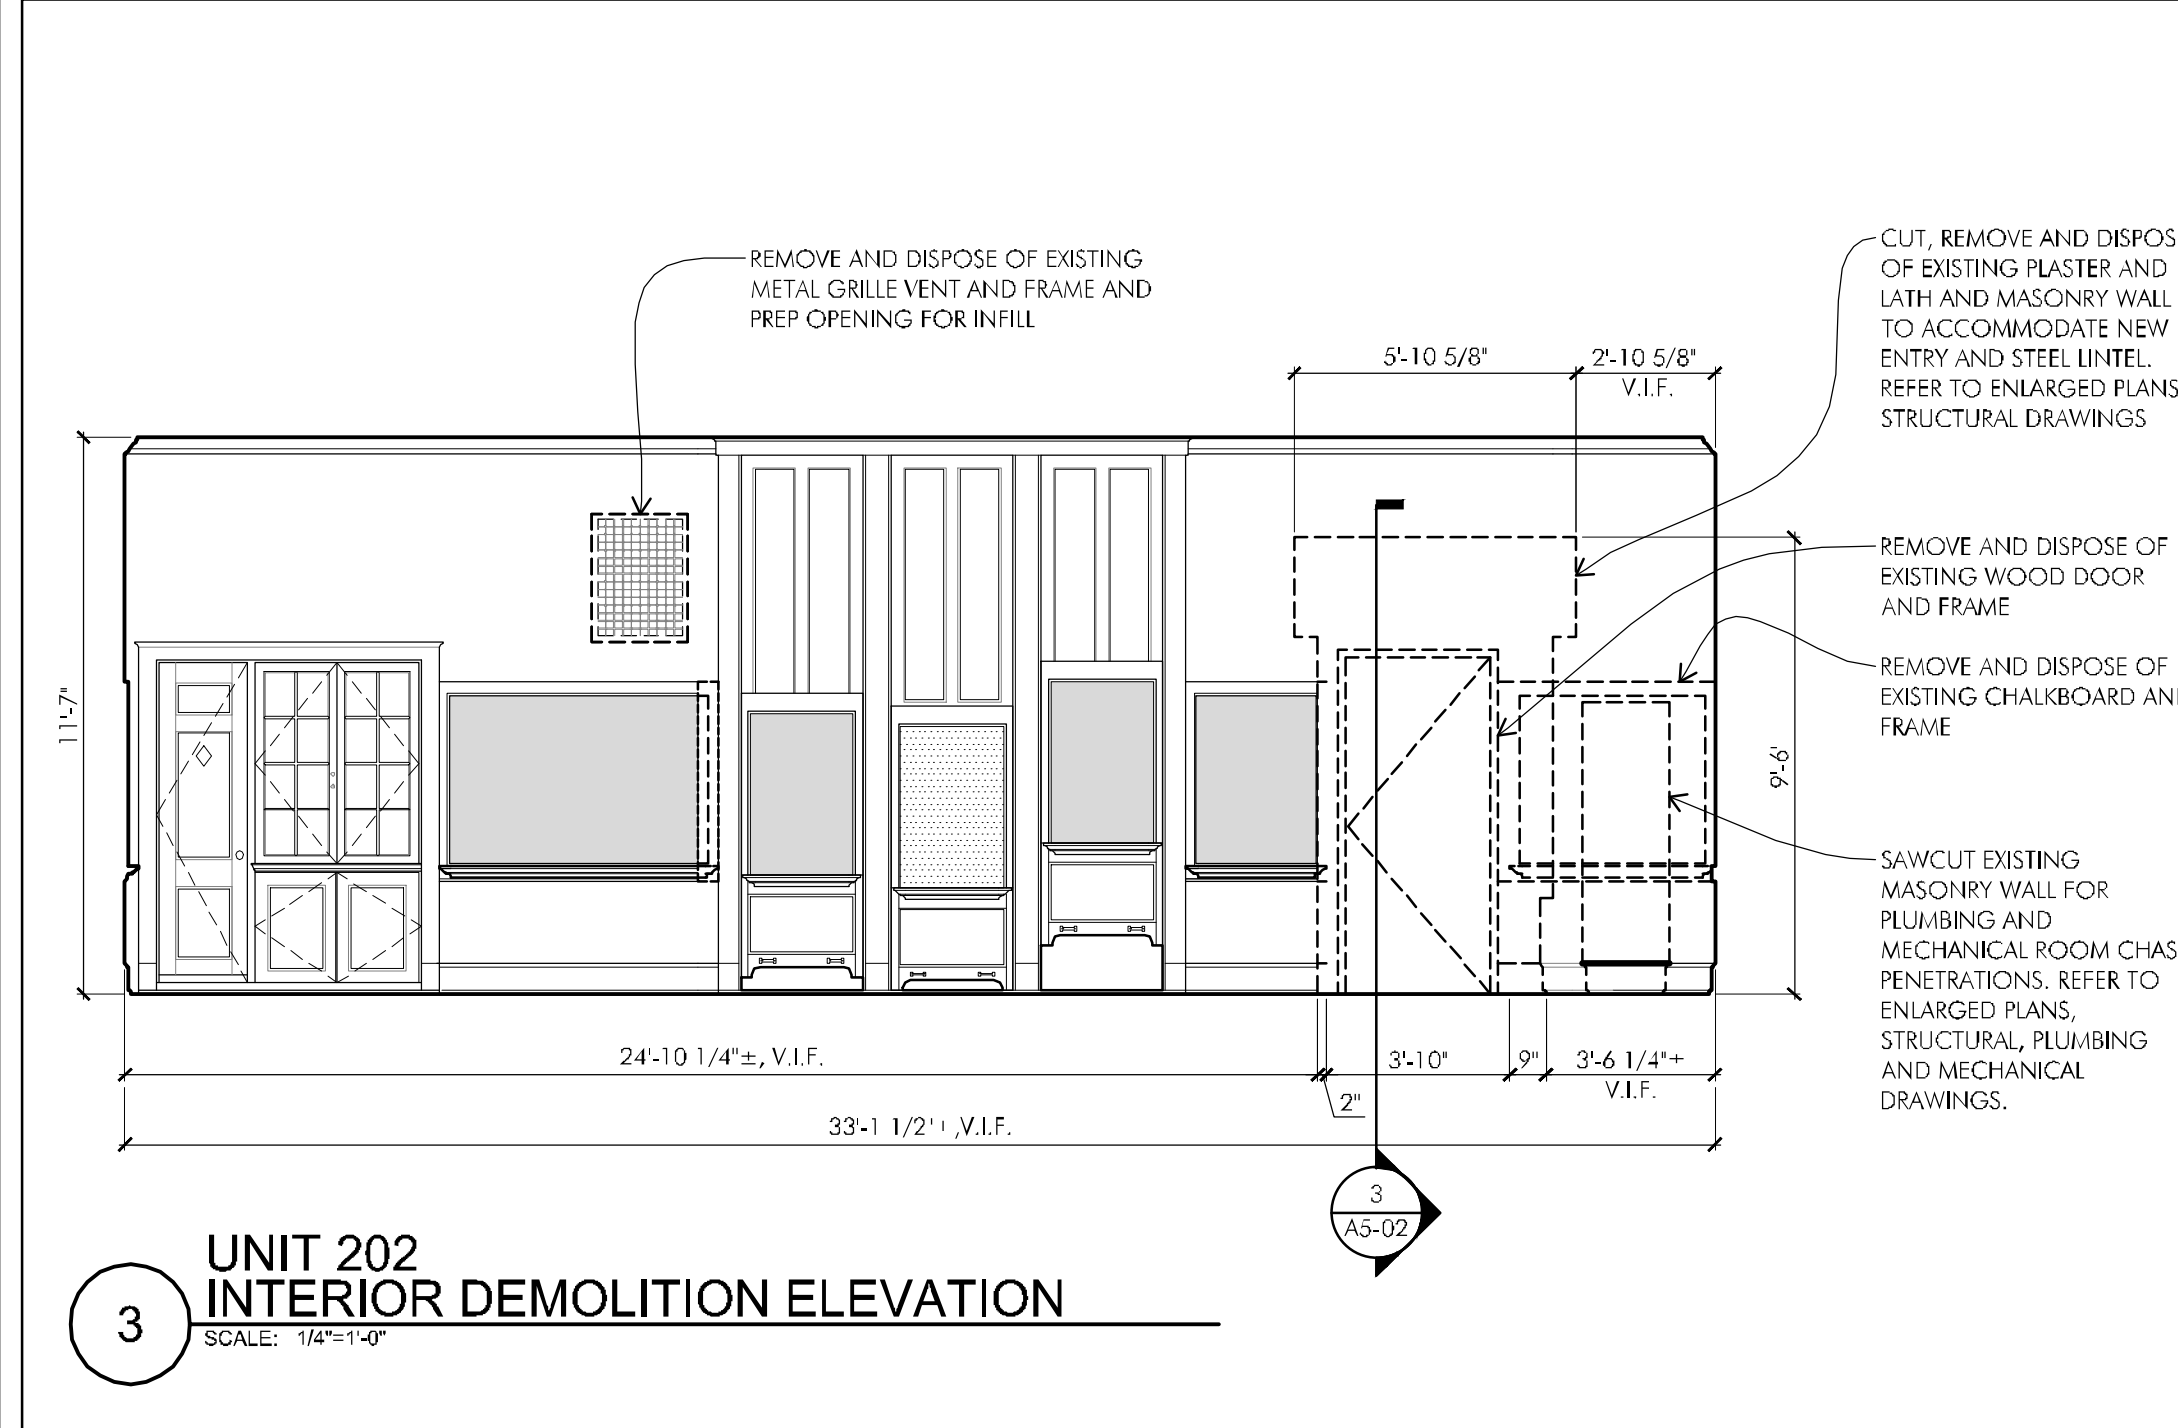 REMOVE AND DISPOSE OF EXISTING
METAL GRILLE VENT AND FRAME AND
PREP OPENING FOR INFILL
CUT, REMOVE AND DISPOS
OF EXISTING PLASTER AND
LATH AND MASONRY WALL
TO ACCOMMODATE NEW
ENTRY AND STEEL LINTEL.
REFER TO ENLARGED PLANS
STRUCTURAL DRAWINGS
5'-10 5/8"
2'-10 5/8"
V.I.F.
REMOVE AND DISPOSE OF
EXISTING WOOD DOOR
AND FRAME
REMOVE AND DISPOSE OF
EXISTING CHALKBOARD AN
FRAME
11'-7"
9'-6"
SAWCUT EXISTING
MASONRY WALL FOR
PLUMBING AND
MECHANICAL ROOM CHAS
PENETRATIONS. REFER TO
ENLARGED PLANS,
STRUCTURAL, PLUMBING
AND MECHANICAL
DRAWINGS.
24'-10 1/4"±, V.I.F.
2"
3'-10"
9"
3'-6 1/4"±
V.I.F.
33'-1 1/2"±,V.I.F.
3
A5-02
3
UNIT 202
INTERIOR DEMOLITION ELEVATION
SCALE: 1/4"=1'-0"